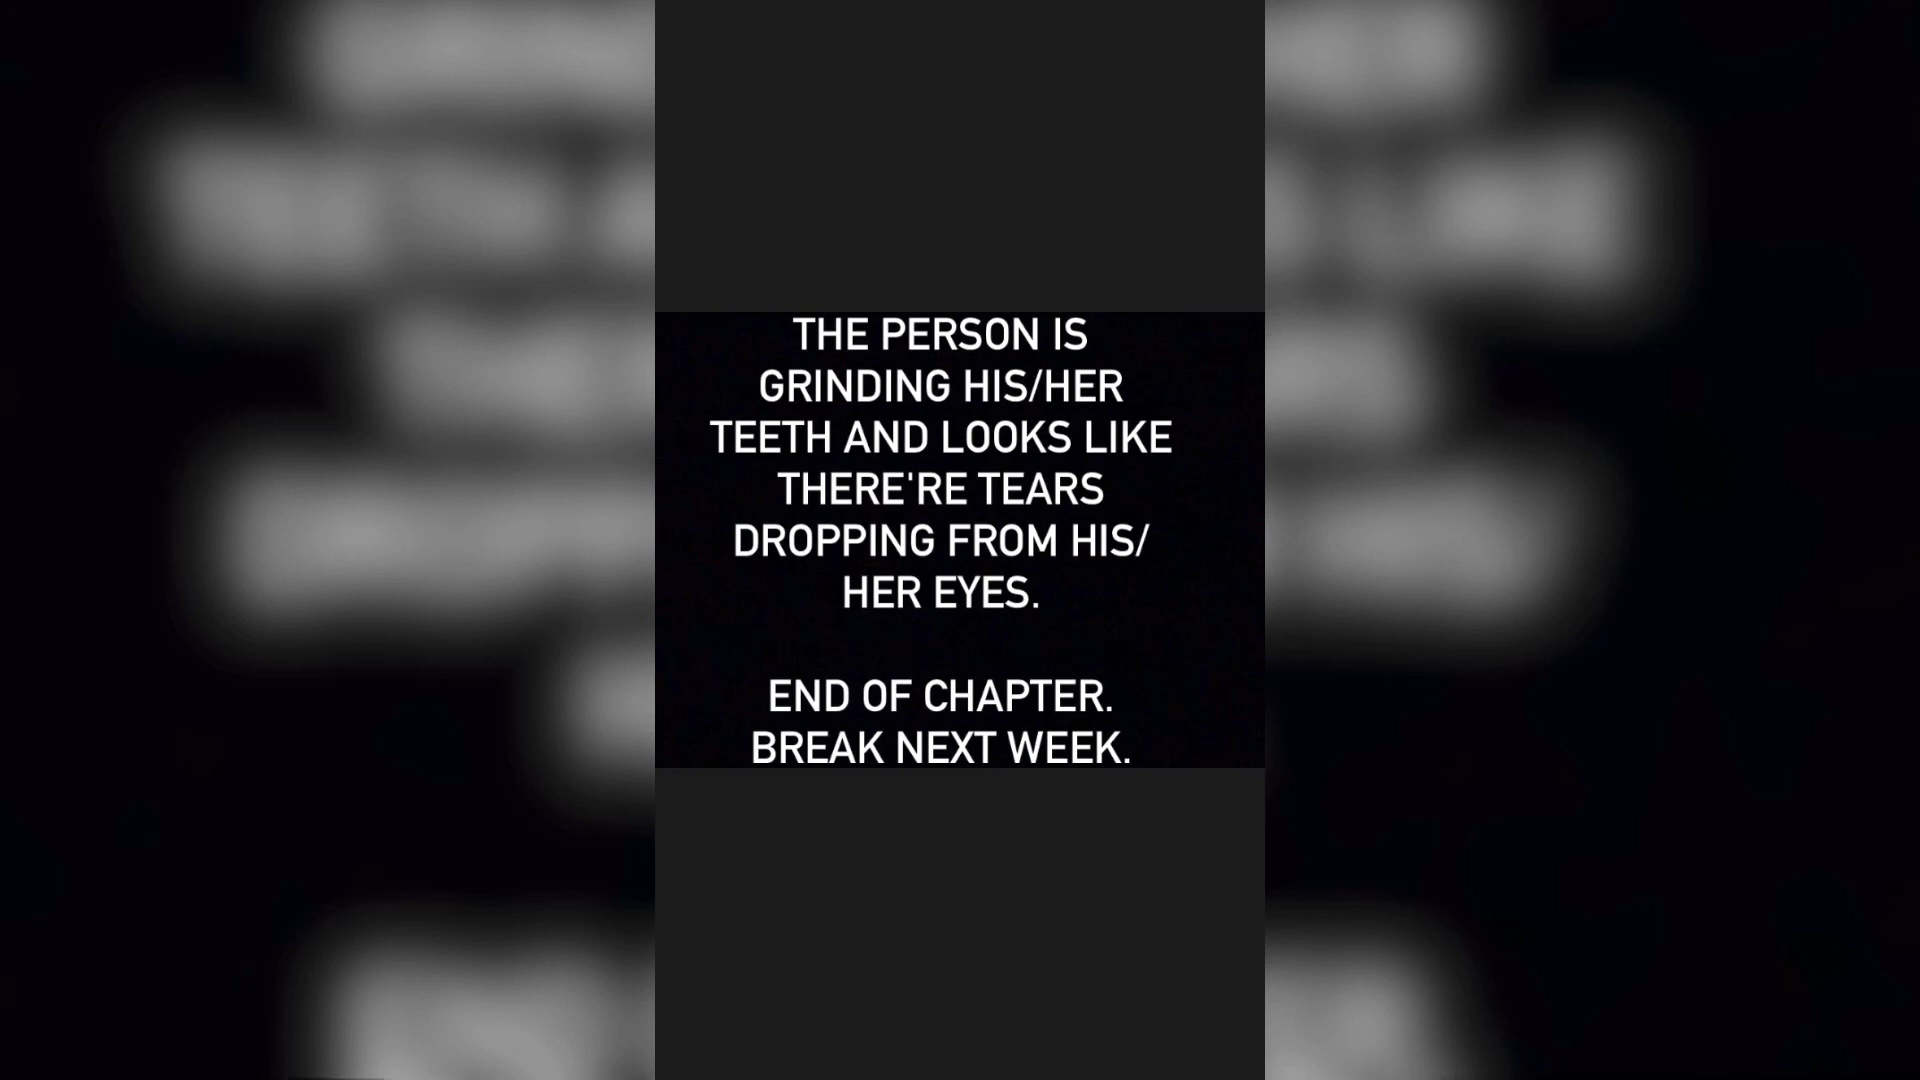 THE PERSON IS
GRINDING HIS/HER
TEETH AND LOOKS LIKE
THERE'RE TEARS
DROPPING FROM HIS/
HER EYES.
END OF CHAPTER.
BREAK NEXT WEEK.